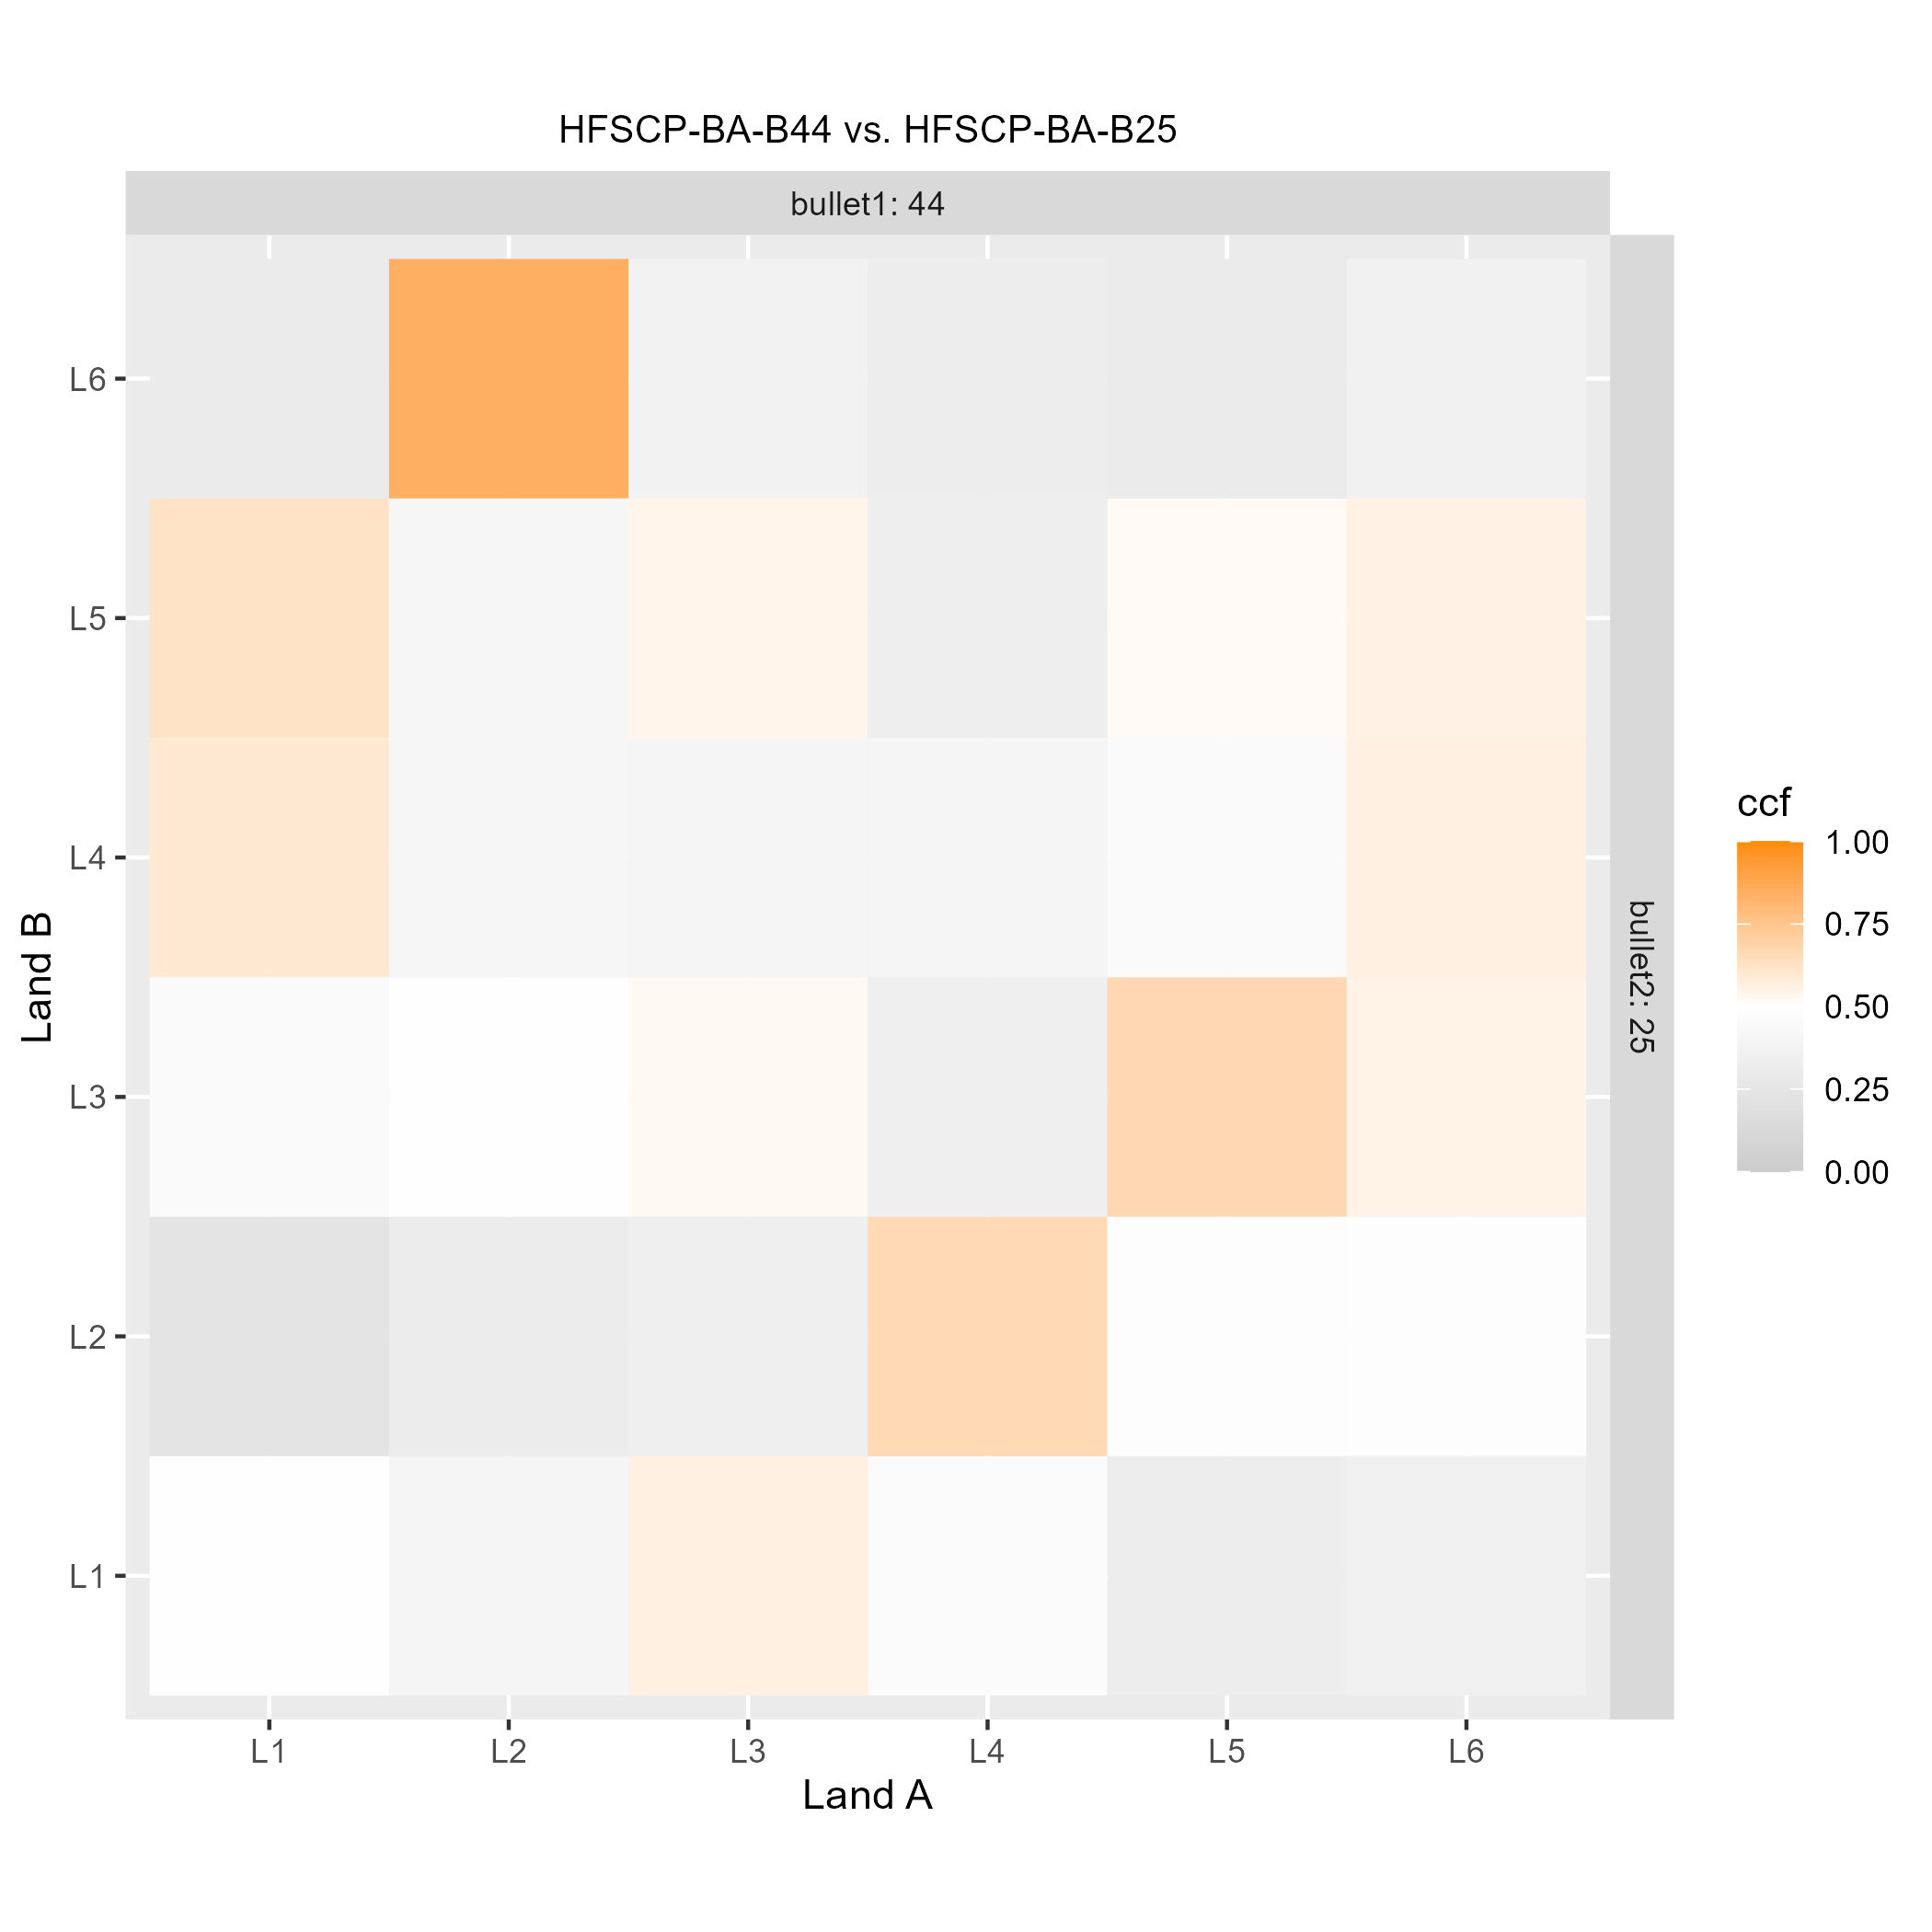 HFSCP-BA-B44 vs. HFSCP-BA-B25
bullet1: 44
L6
L5
L4
L3
L2
L1
Land B
L1 L2 L3 L4 L5 L6
Land A
bullet2: 25
ccf
1.00
0.75
0.50
0.25
0.00